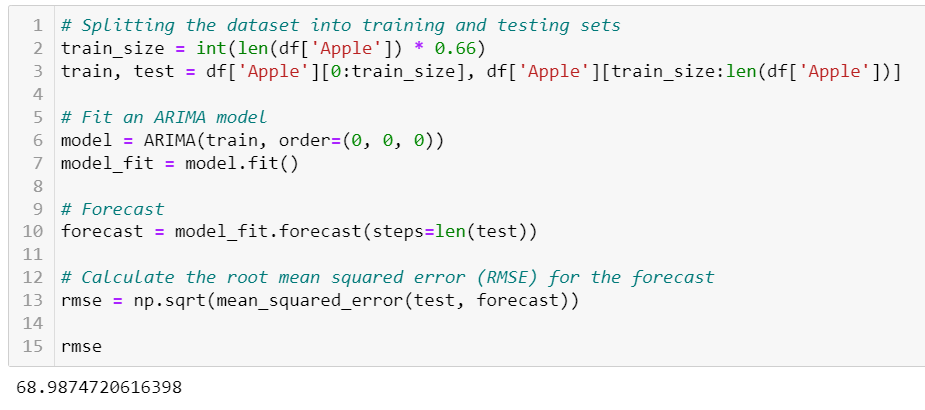 1 # Splitting the dataset into training and testing sets
2 train_size = int(len(df['Apple']) * 0.66)
3 train, test = df['Apple'][0:train_size], df['Apple'][train_size:len(df['Apple'])]
4
5 # Fit an ARIMA model
6 model = ARIMA(train, order=(0, 0, 0))
7 model_fit = model.fit()
8
9 # Forecast
10 forecast = model_fit.forecast(steps=len(test))
11
12 # Calculate the root mean squared error (RMSE) for the forecast
13 rmse = np.sqrt(mean_squared_error(test, forecast))
14
15 rmse
68.9874720616398